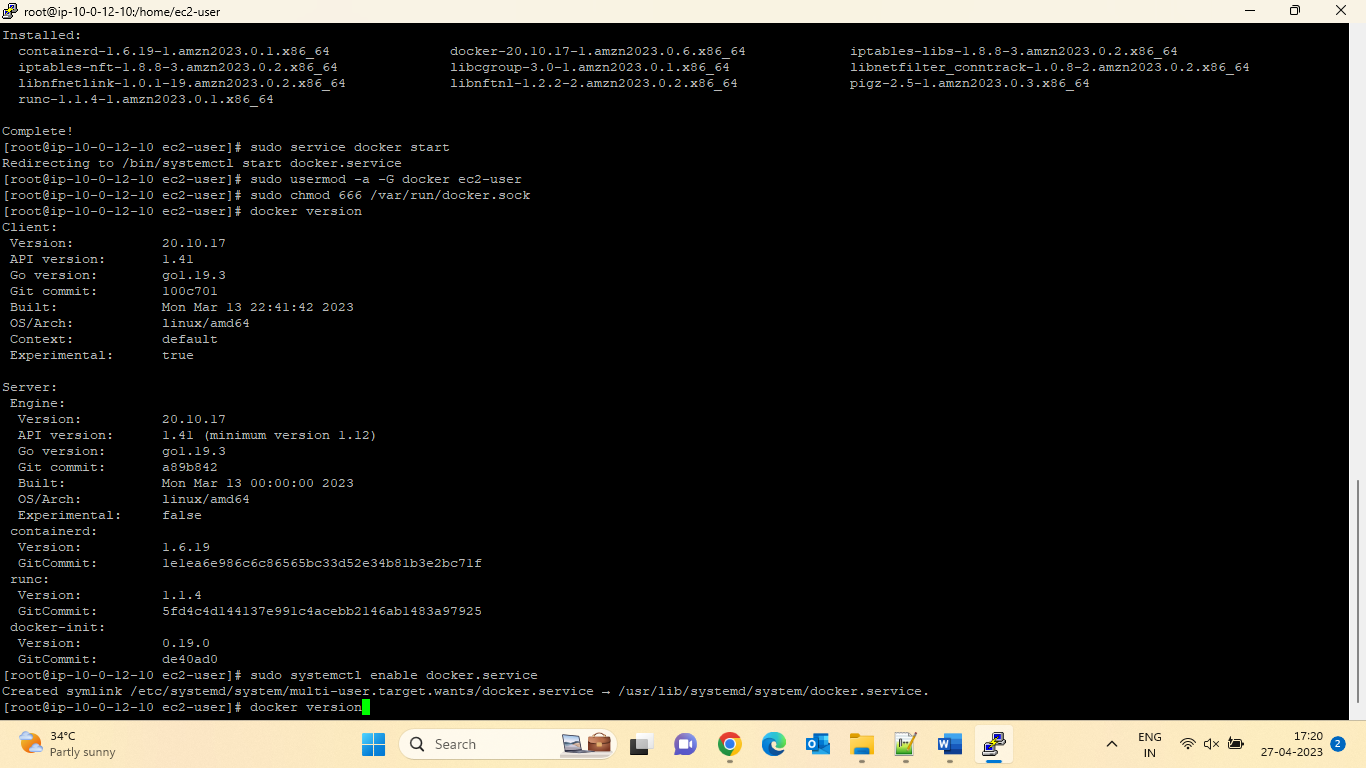 root@ip-10-0-12-10:/home/ec2-user
Installed:
containerd-1.6.19-1.amzn2023.0.1.x86_64 docker-20.10.17-1.amzn2023.0.6.x86_64 iptables-libs-1.8.8-3.amzn2023.0.2.x86_64
iptables-nft-1.8.8-3.amzn2023.0.2.x86_64 libcgroup-3.0-1.amzn2023.0.1.x86_64 libnetfilter_conntrack-1.0.8-2.amzn2023.0.2.x86_64
libnfnetlink-1.0.1-19.amzn2023.0.2.x86_64 libnftnl-1.2.2-2.amzn2023.0.2.x86_64 pigz-2.5-1.amzn2023.0.3.x86_64
runc-1.1.4-1.amzn2023.0.1.x86_64
Complete!
[root@ip-10-0-12-10 ec2-user]# sudo service docker start
Redirecting to /bin/systemctl start docker.service
[root@ip-10-0-12-10 ec2-user]# sudo usermod -a -G docker ec2-user
[root@ip-10-0-12-10 ec2-user]# sudo chmod 666 /var/run/docker.sock
[root@ip-10-0-12-10 ec2-user]# docker version
Client:
Version: 20.10.17
API version: 1.41
Go version: go1.19.3
Git commit: 100c701
Built: Mon Mar 13 22:41:42 2023
OS/Arch: linux/amd64
Context: default
Experimental: true
Server:
Engine:
Version: 20.10.17
API version: 1.41 (minimum version 1.12)
Go version: go1.19.3
Git commit: a89b842
Built: Mon Mar 13 00:00:00 2023
OS/Arch: linux/amd64
Experimental: false
containerd:
Version: 1.6.19
GitCommit: 1e1ea6e986c6c86565bc33d52e34b81b3e2bc71f
runc:
Version: 1.1.4
GitCommit: 5fd4c4d144137e991c4acebb2146ab1483a97925
docker-init:
Version: 0.19.0
GitCommit: de40ad0
[root@ip-10-0-12-10 ec2-user]# sudo systemctl enable docker.service
Created symlink /etc/systemd/system/multi-user.target.wants/docker.service → /usr/lib/systemd/system/docker.service.
[root@ip-10-0-12-10 ec2-user]# docker version
34°C
Partly sunny
Search
ENG
IN
17:20
27-04-2023
2